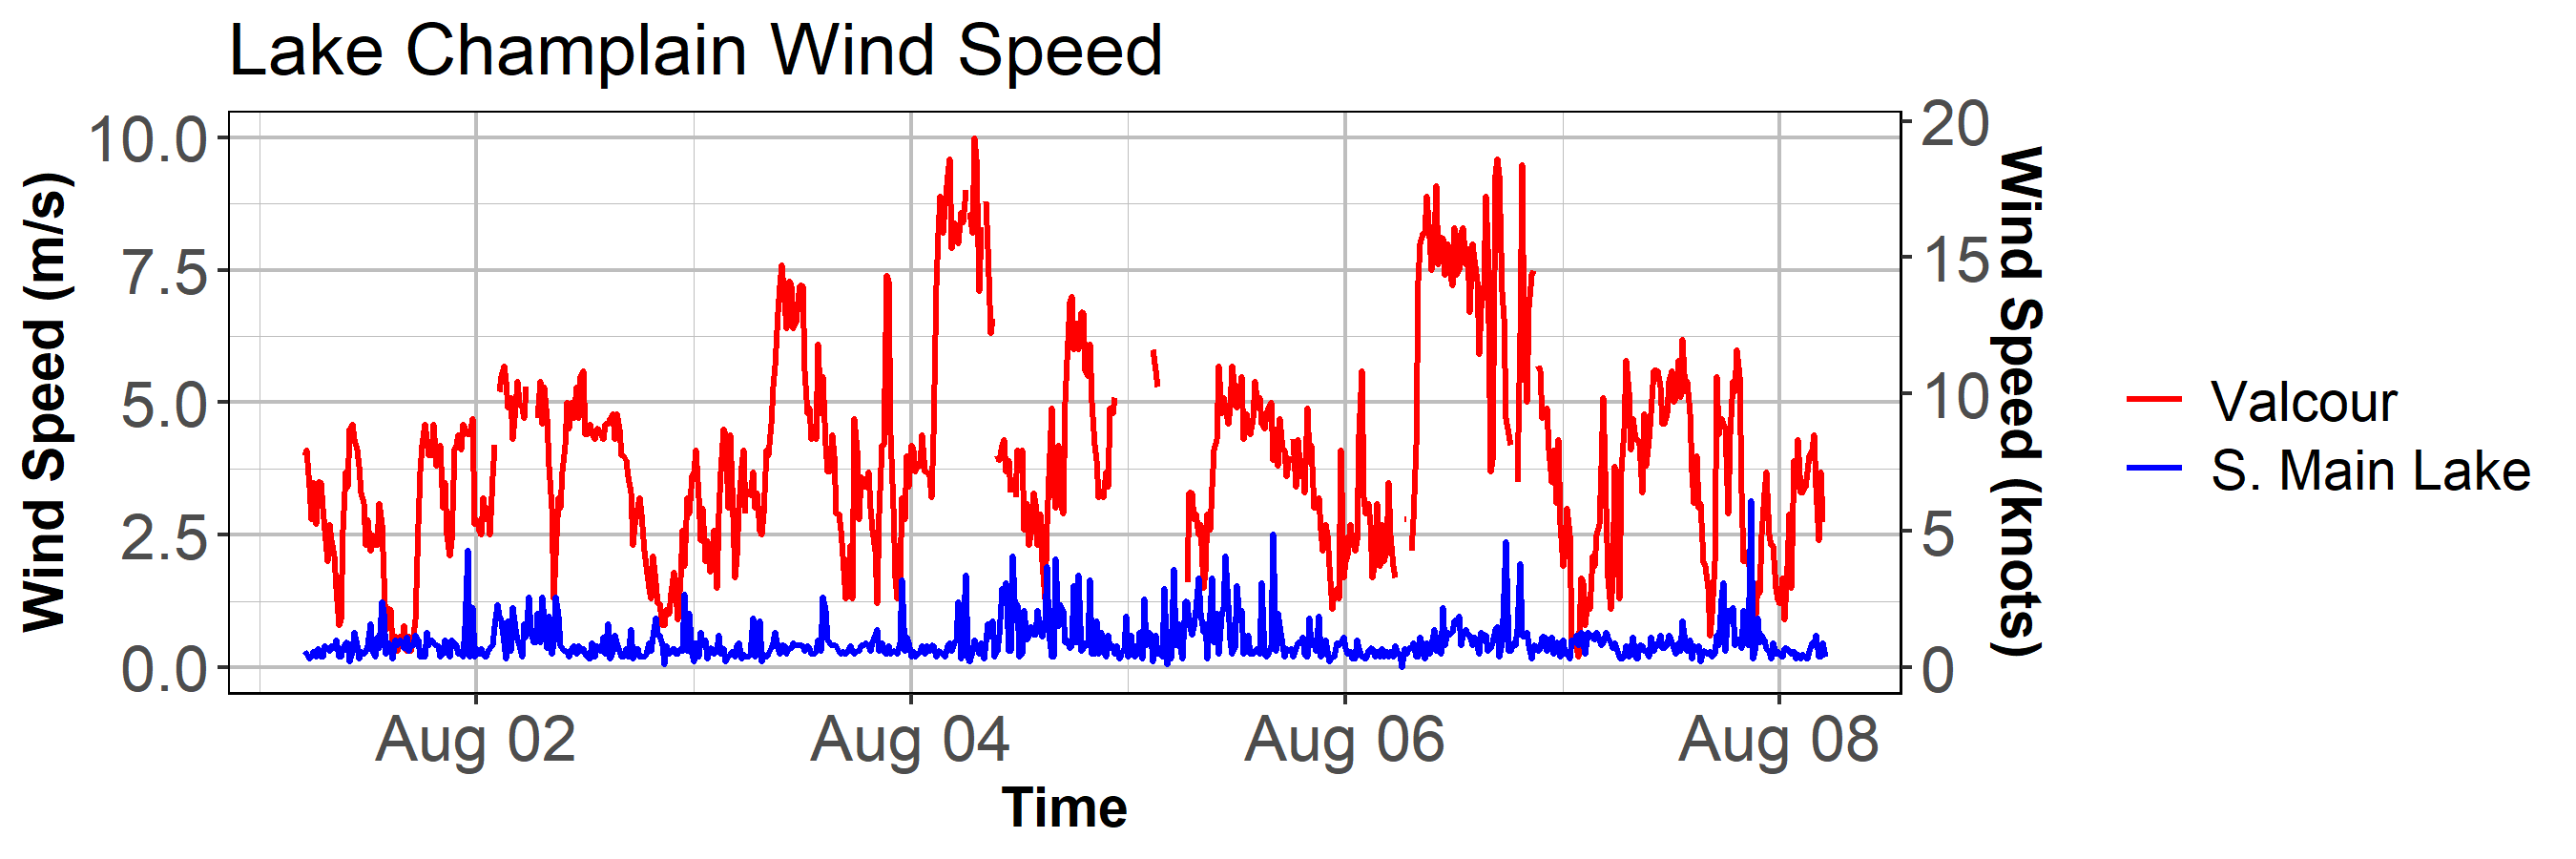 Lake Champlain Wind Speed
Wind Speed (m/s)
10.0
7.5
5.0
2.5
0.0
20
15
10
5
0
Wind Speed (knots)
Aug 02
Aug 04
Aug 06
Aug 08
Time
Valcour
S. Main Lake